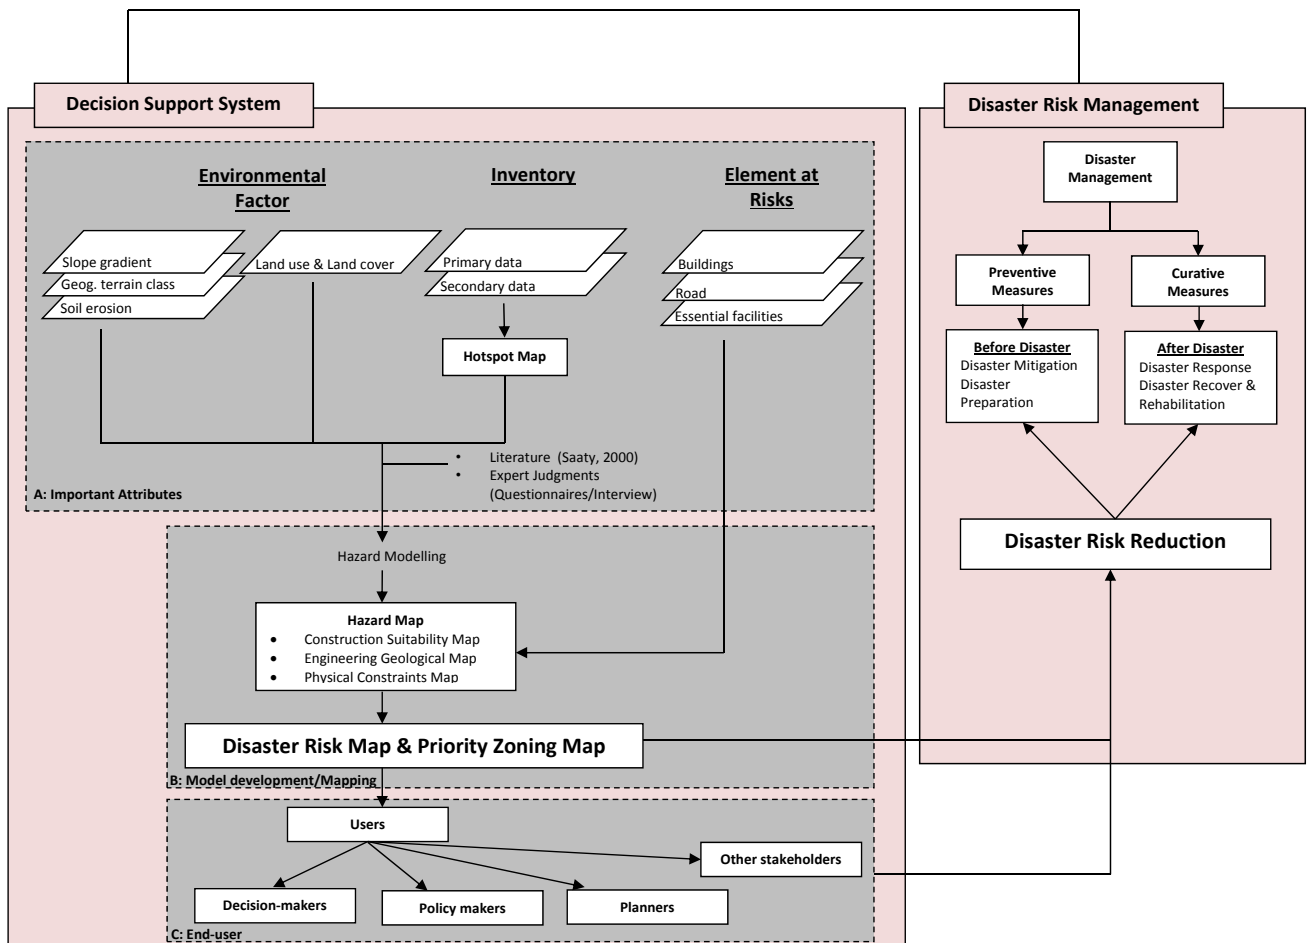 Decision Support System
Disaster Risk Management
Environmental
Factor
Inventory
Element at
Risks
Slope gradient
Geog. terrain class
Soil erosion
Land use & Land cover
Primary data
Secondary data
Hotspot Map
Buildings
Road
Essential facilities
• Literature (Saaty, 2000)
• Expert Judgments
(Questionnaires/Interview)
A: Important Attributes
Hazard Modelling
Hazard Map
• Construction Suitability Map
• Engineering Geological Map
• Physical Constraints Map
Disaster Risk Map & Priority Zoning Map
B: Model development/Mapping
Users
Other stakeholders
Decision-makers
Policy makers
Planners
C: End-user
Disaster
Management
Preventive
Measures
Curative
Measures
Before Disaster
Disaster Mitigation
Disaster
Preparation
After Disaster
Disaster Response
Disaster Recover &
Rehabilitation
Disaster Risk Reduction